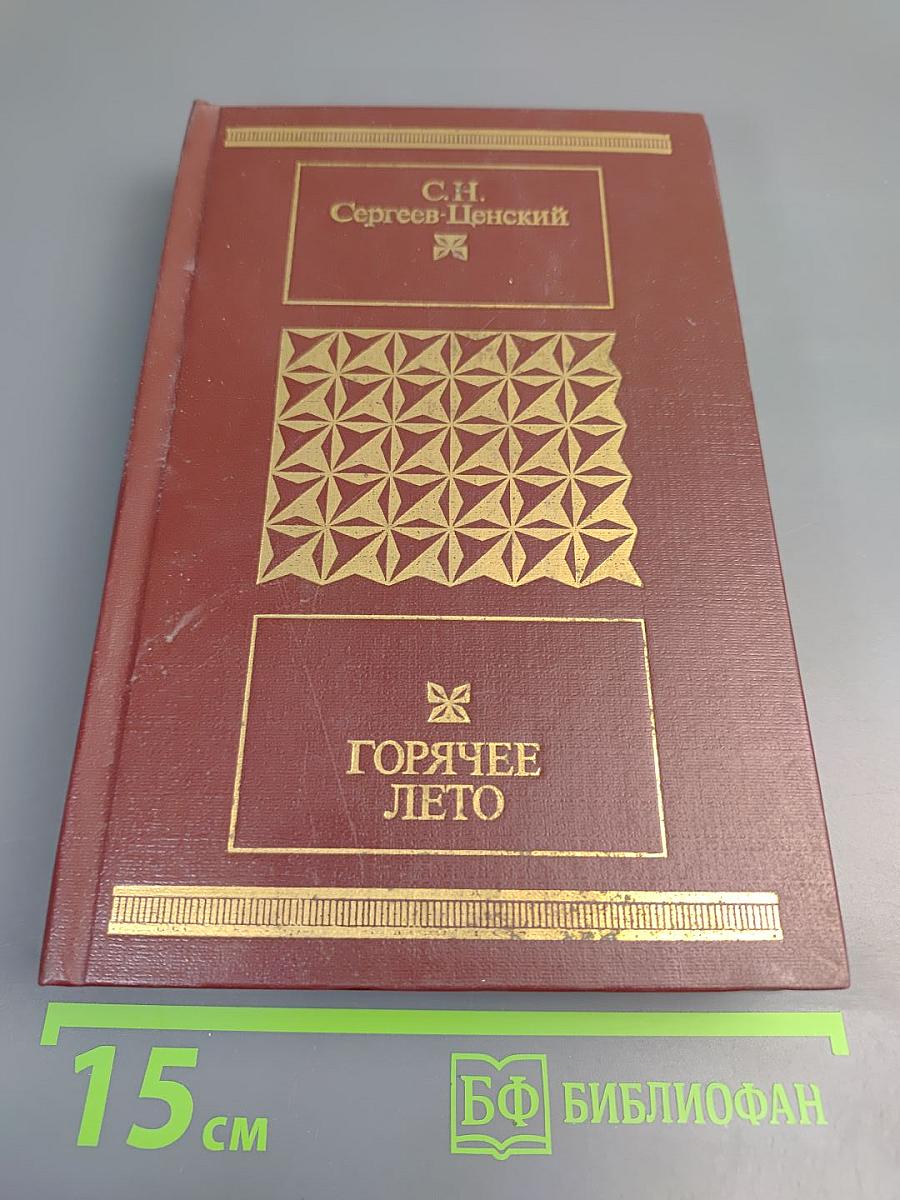 С.Н.
Сергеев-Ценский
ГОРЯЧЕЕ
ЛЕТО
15 см
БФ БИБЛИОФАН